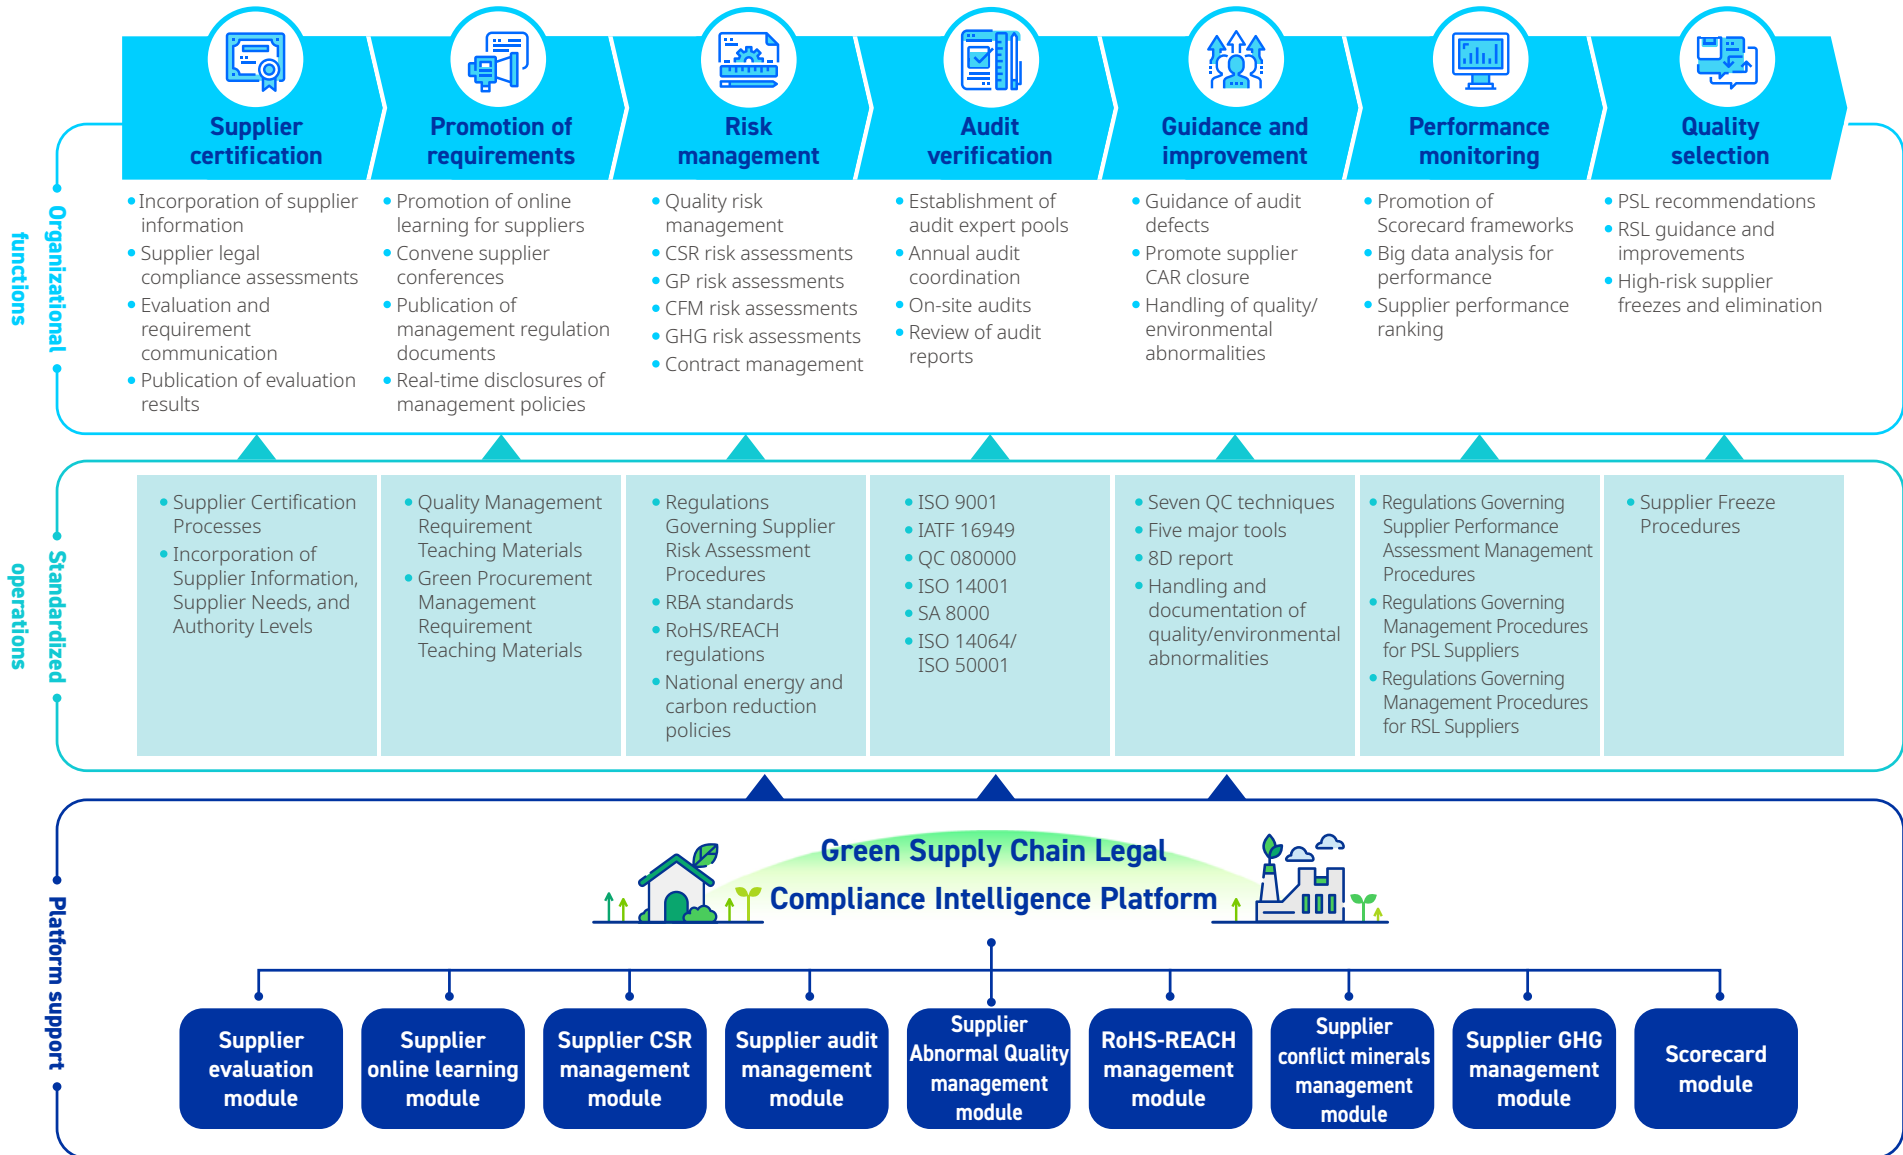 Supplier
certification
Promotion of
requirements
Risk
management
Audit
verification
Guidance and
improvement
Performance
monitoring
Quality
selection
Organizational
functions
• Incorporation of supplier
information
• Supplier legal
compliance assessments
• Evaluation and
requirement
communication
• Publication of evaluation
results
• Promotion of online
learning for suppliers
• Convene supplier
conferences
• Publication of
management regulation
documents
• Real-time disclosures of
management policies
• Quality risk
management
• CSR risk assessments
• GP risk assessments
• CFM risk assessments
• GHG risk assessments
• Contract management
• Establishment of
audit expert pools
• Annual audit
coordination
• On-site audits
• Review of audit
reports
• Guidance of audit
defects
• Promote supplier
CAR closure
• Handling of quality/
environmental
abnormalities
• Promotion of
Scorecard frameworks
• Big data analysis for
performance
• Supplier performance
ranking
• PSL recommendations
• RSL guidance and
improvements
• High-risk supplier
freezes and elimination
Standardized
operations
• Supplier Certification
Processes
• Incorporation of
Supplier Information,
Supplier Needs, and
Authority Levels
• Quality Management
Requirement
Teaching Materials
• Green Procurement
Management
Requirement
Teaching Materials
• Regulations
Governing Supplier
Risk Assessment
Procedures
• RBA standards
• RoHS/REACH
regulations
• National energy and
carbon reduction
policies
• ISO 9001
• IATF 16949
• QC 080000
• ISO 14001
• SA 8000
• ISO 14064/
ISO 50001
• Seven QC techniques
• Five major tools
• 8D report
• Handling and
documentation of
quality/environmental
abnormalities
• Regulations Governing
Supplier Performance
Assessment Management
Procedures
• Regulations Governing
Management Procedures
for PSL Suppliers
• Regulations Governing
Management Procedures
for RSL Suppliers
• Supplier Freeze
Procedures
Platform support
Green Supply Chain Legal
Compliance Intelligence Platform
Supplier
evaluation
module
Supplier
online learning
module
Supplier CSR
management
module
Supplier audit
management
module
Supplier
Abnormal Quality
management
module
RoHS-REACH
management
module
Supplier
conflict minerals
management
module
Supplier GHG
management
module
Scorecard
module